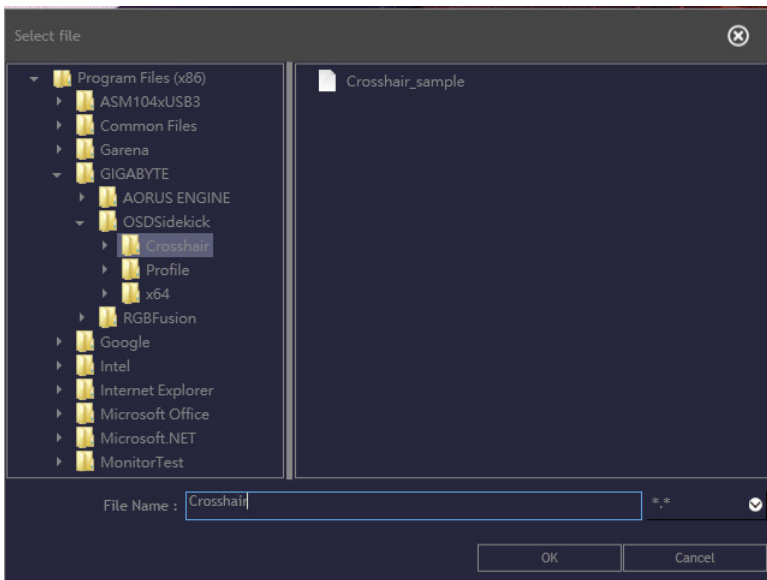 Select file
Program Files (x86)
ASM104xUSB3
Common Files
Garena
GIGABYTE
AORUS ENGINE
OSDSidekick
Crosshair
Profile
x64
RGBFusion
Google
Intel
Internet Explorer
Microsoft Office
Microsoft.NET
MonitorTest
Crosshair_sample
File Name : Crosshair *.*
OK Cancel